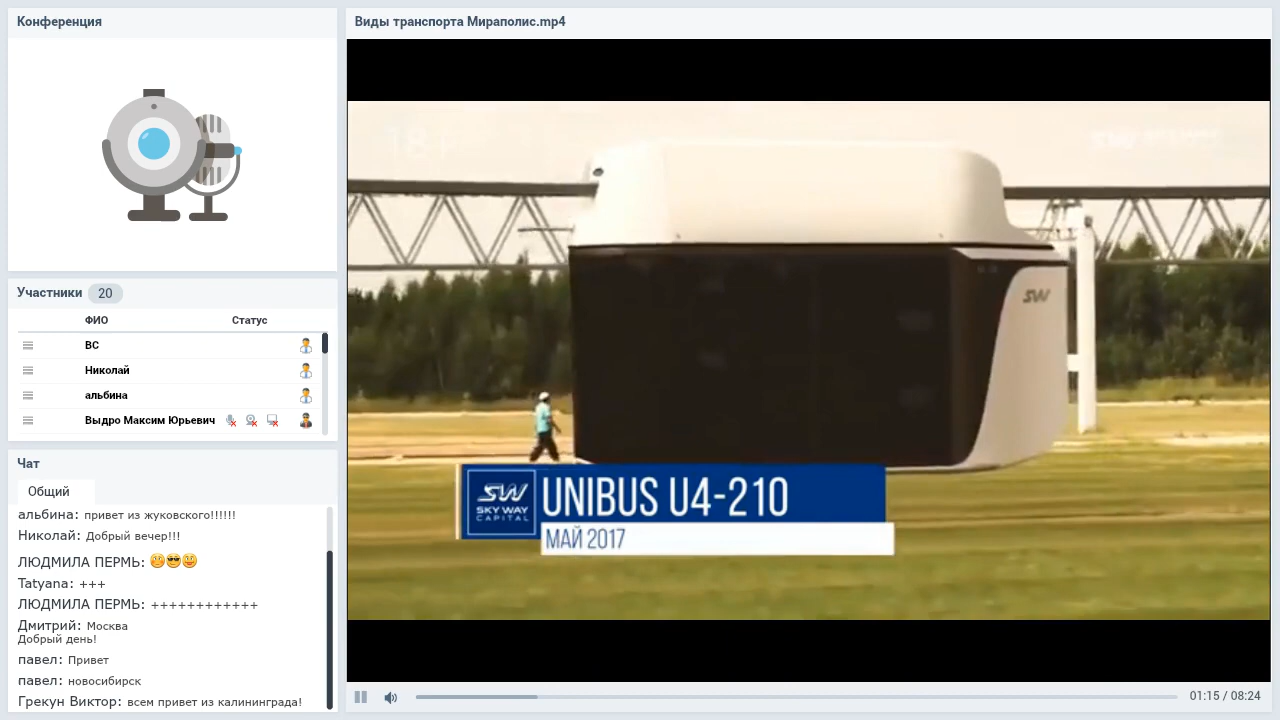 Конференция
Виды транспорта Мираполис.mp4
Участники 20
ФИО Статус
ВС
Николай
альбина
Выдро Максим Юрьевич
Чат
Общий
альбина: привет из жуковского!!!!!!
Николай: Добрый вечер!!!
ЛЮДМИЛА ПЕРМЬ:
Tatyana: +++
ЛЮДМИЛА ПЕРМЬ: ++++++++++++
Дмитрий: Москва
Добрый день!
павел: Привет
павел: новосибирск
Грекун Виктор: всем привет из калининграда!
SW
SW
SKY WAY
CAPITAL
UNIBUS U4-210
МАЙ 2017
01:15 / 08:24